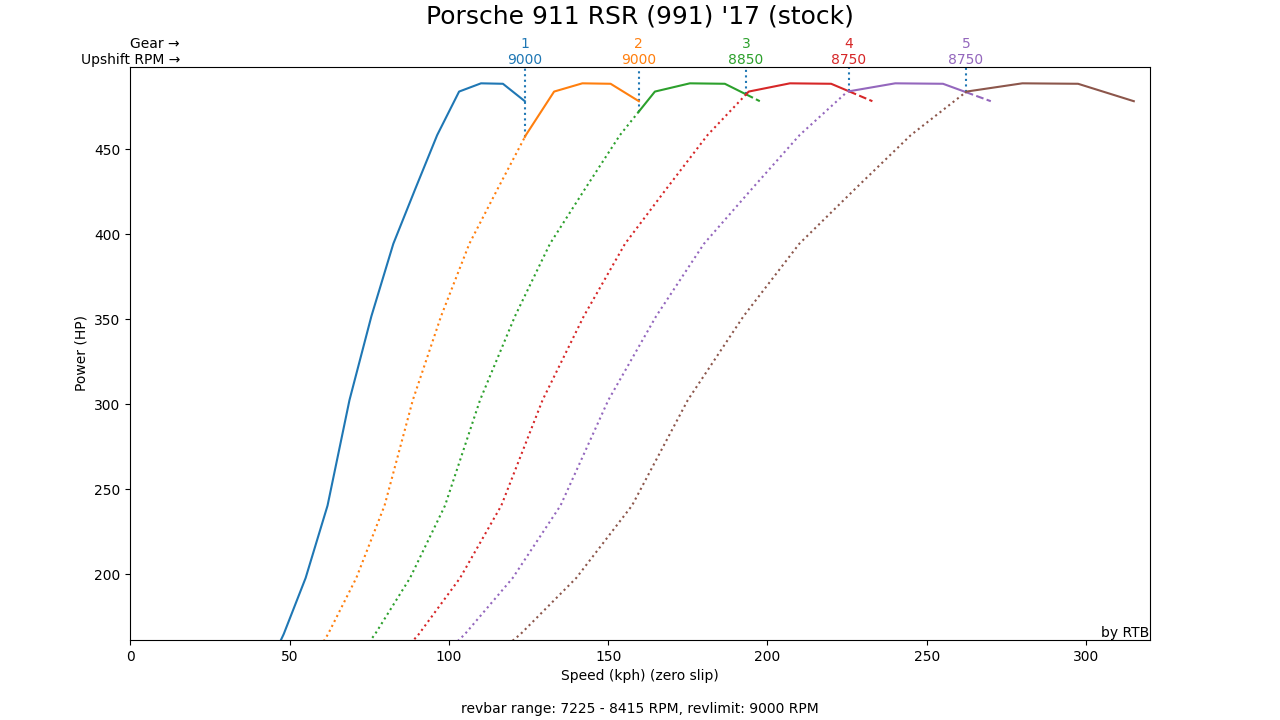 Porsche 911 RSR (991) '17 (stock)
Gear → 1 2 3 4 5
Upshift RPM → 9000 9000 8850 8750 8750
450
400
350
300
250
200
Power (HP)
by RTB
0 50 100 150 200 250 300
Speed (kph) (zero slip)
revbar range: 7225 - 8415 RPM, revlimit: 9000 RPM